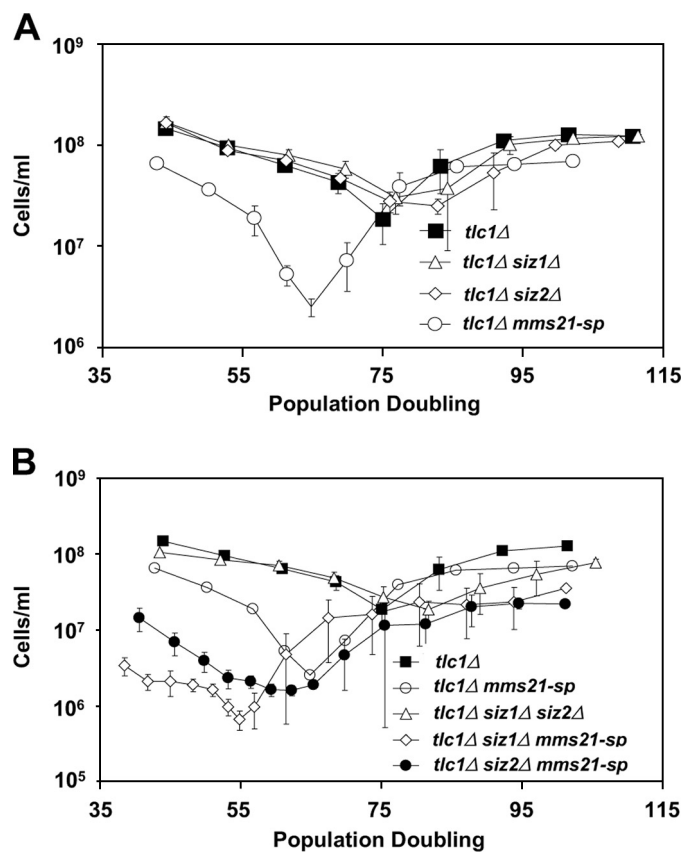 A
10⁹
10⁸
10⁷
10⁶
Cells/ml
tlc1Δ
tlc1Δ siz1Δ
tlc1Δ siz2Δ
tlc1Δ mms21-sp
35 55 75 95 115
Population Doubling
B
10⁹
10⁸
10⁷
10⁶
10⁵
Cells/ml
tlc1Δ
tlc1Δ mms21-sp
tlc1Δ siz1Δ siz2Δ
tlc1Δ siz1Δ mms21-sp
tlc1Δ siz2Δ mms21-sp
35 55 75 95 115
Population Doubling